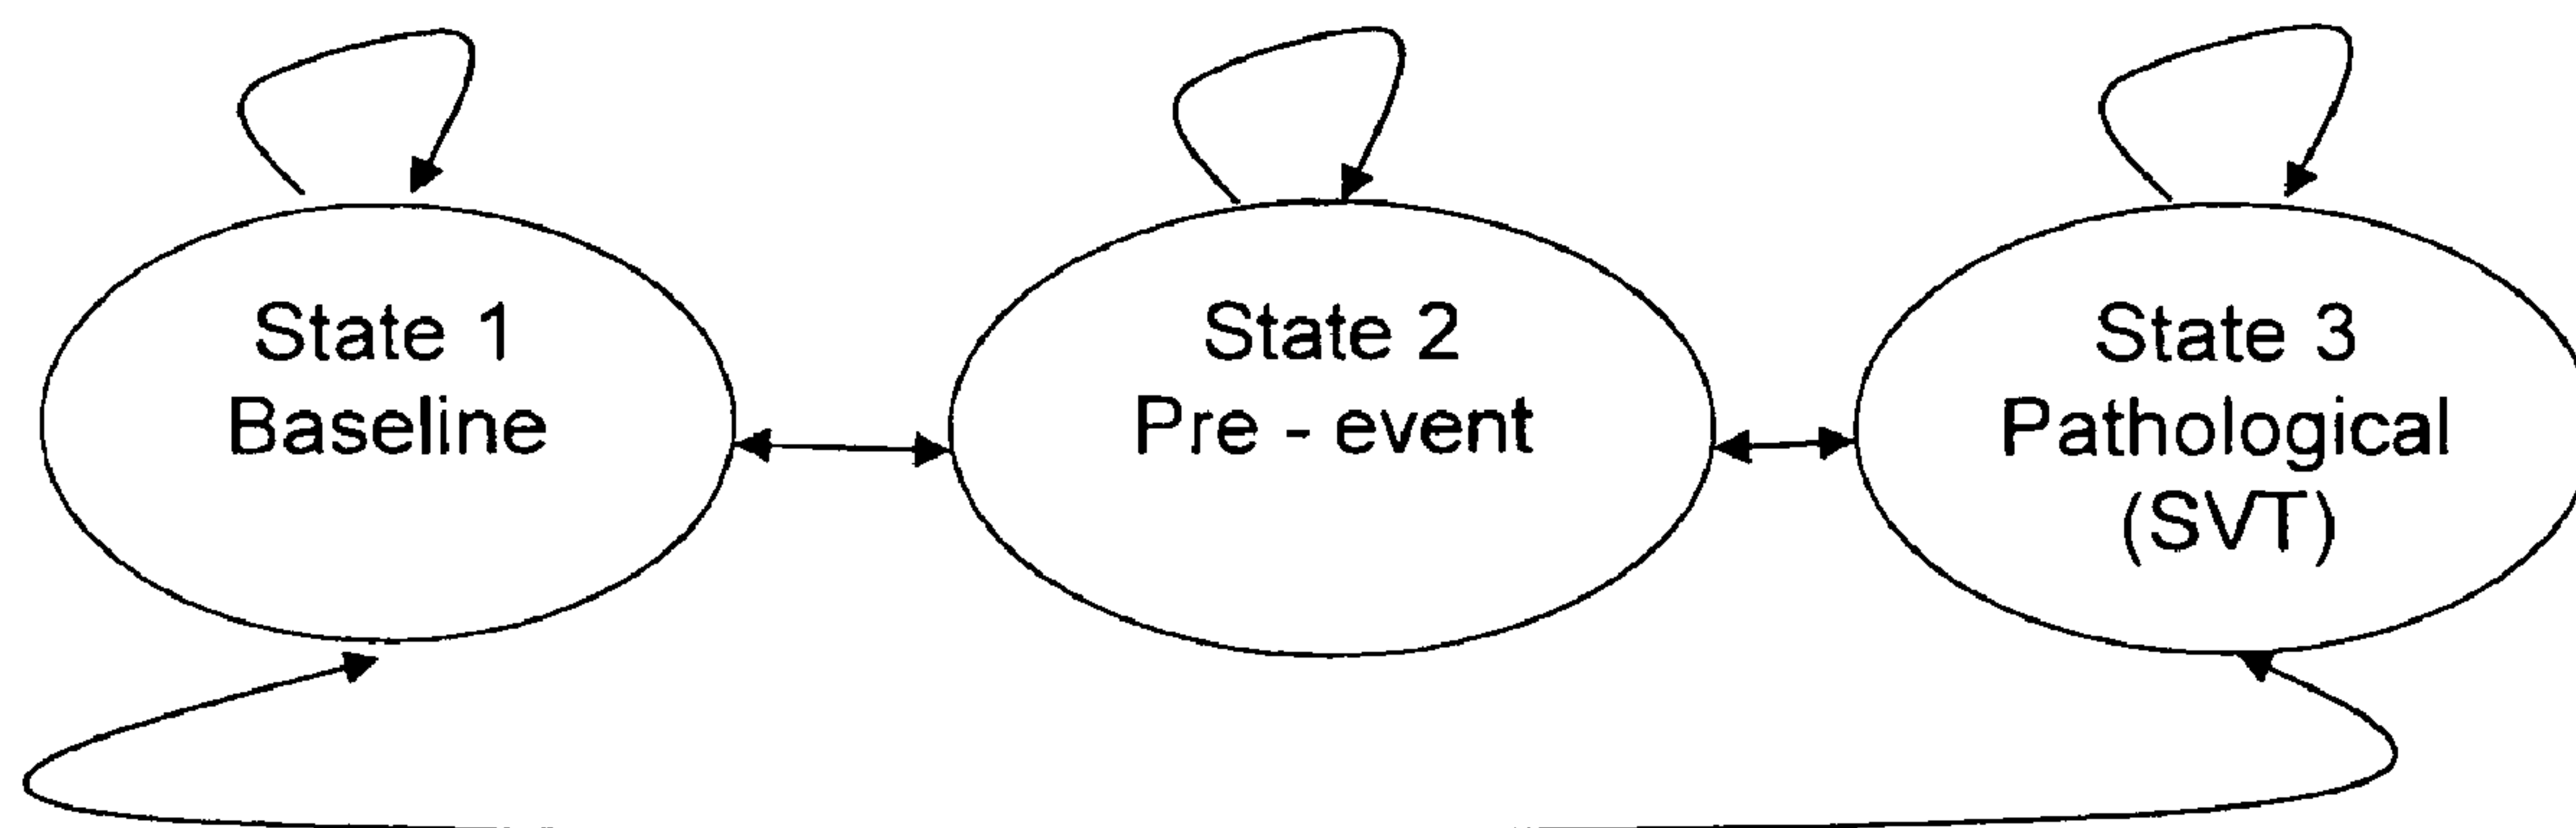 State 1
Baseline
State 2
Pre - event
State 3
Pathological
(SVT)